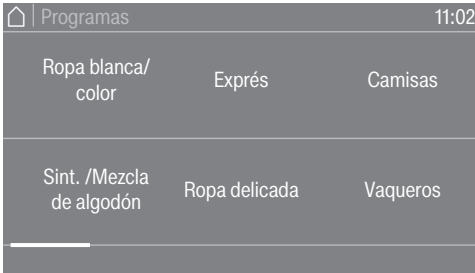 Programas 11:02
Ropa blanca/
color
Exprés
Camisas
Sint. /Mezcla
de algodón
Ropa delicada
Vaqueros